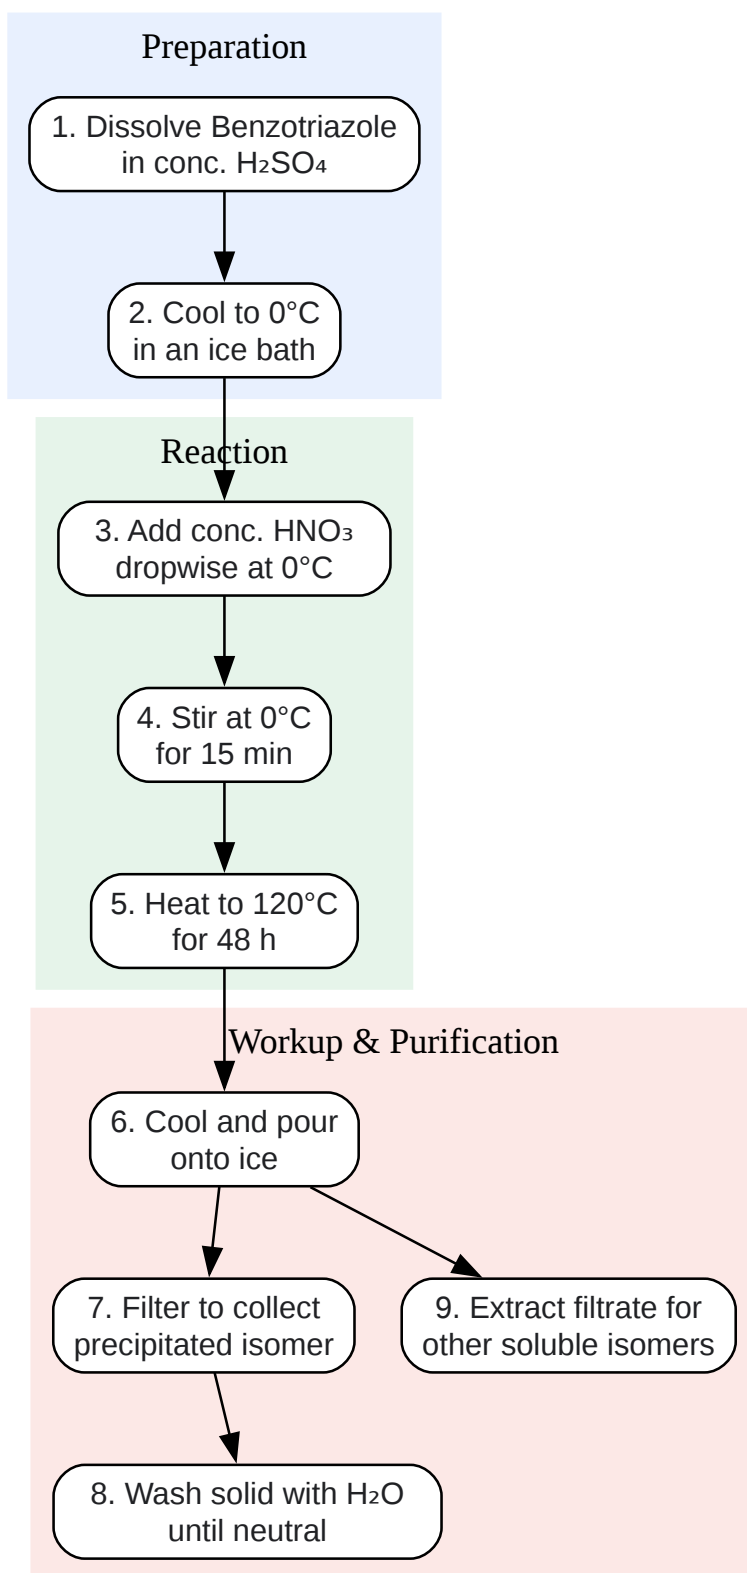 Preparation
1. Dissolve Benzotriazole
in conc. H₂SO₄
2. Cool to 0°C
in an ice bath
Reaction
3. Add conc. HNO₃
dropwise at 0°C
4. Stir at 0°C
for 15 min
5. Heat to 120°C
for 48 h
Workup & Purification
6. Cool and pour
onto ice
7. Filter to collect
precipitated isomer
9. Extract filtrate for
other soluble isomers
8. Wash solid with H₂O
until neutral